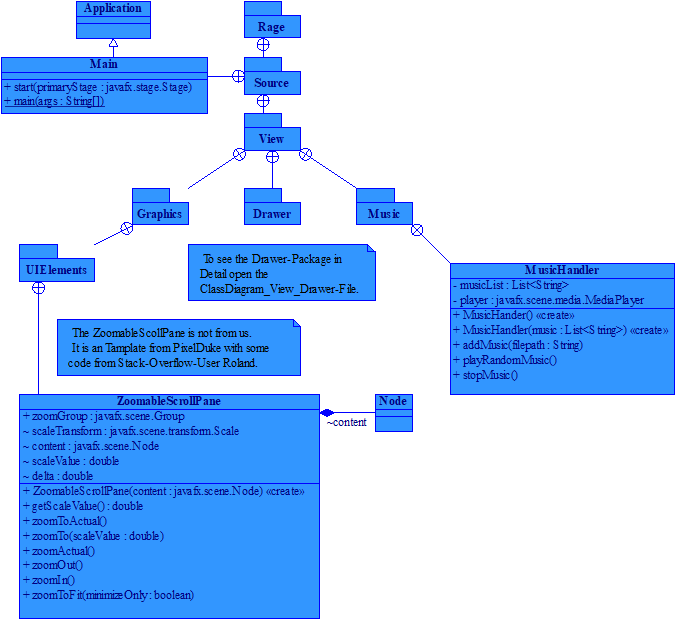 Application
Rage
Main
+ start(primaryStage : javafx.stage.Stage)
+ main(args : String[])
Source
View
Graphics
Drawer
Music
UIElements
To see the Drawer-Package in
Detail open the
ClassDiagram_View_Drawer-File.
MusicHandler
- musicList : List<String>
- player : javafx.scene.media.MediaPlayer
+ MusicHander() «create»
+ MusicHandler(music : List<String>) «create»
+ addMusic(filepath : String)
+ playRandomMusic()
+ stopMusic()
The ZoomableScollPane is not from us.
It is an Tamplate from PixelDuke with some
code from Stack-Overflow-User Roland.
ZoomableScrollPane
+ zoomGroup : javafx.scene.Group
~ scaleTransform : javafx.scene.transform.Scale
~ content : javafx.scene.Node
~ scaleValue : double
~ delta : double
+ ZoomableScrollPane(content : javafx.scene.Node) «create»
+ getScaleValue() : double
+ zoomToActual()
+ zoomTo(scaleValue : double)
+ zoomActual()
+ zoomOut()
+ zoomIn()
+ zoomToFit(minimizeOnly: boolean)
Node
~content